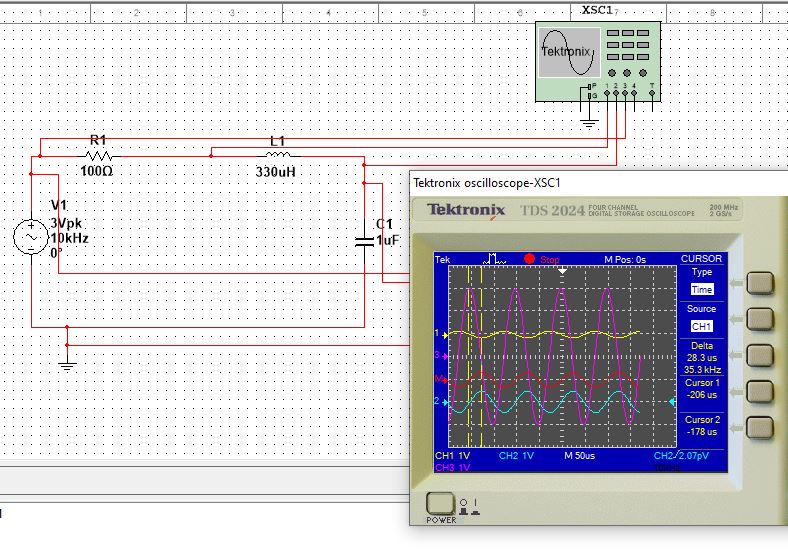 XSC1
1 2 3 4 5 6 7 8
Tektronix
P 1 2 3 4 T
G
R1
100Ω
L1
330uH
V1
3Vpk
10kHz
0°
C1
1uF
Tektronix oscilloscope-XSC1
Tektronix TDS 2024 FOUR CHANNEL
DIGITAL STORAGE OSCILLOSCOPE
200 MHz
2 GS/s
Tek Stop M Pos: 0s CURSOR
Type
Time
Source
CH1
Delta
28.3 us
35.3 kHz
Cursor 1
-206 us
Cursor 2
-178 us
1
3
M
2
CH1 1V CH2 1V M 50us CH2 2.07pV
CH3 1V
POWER